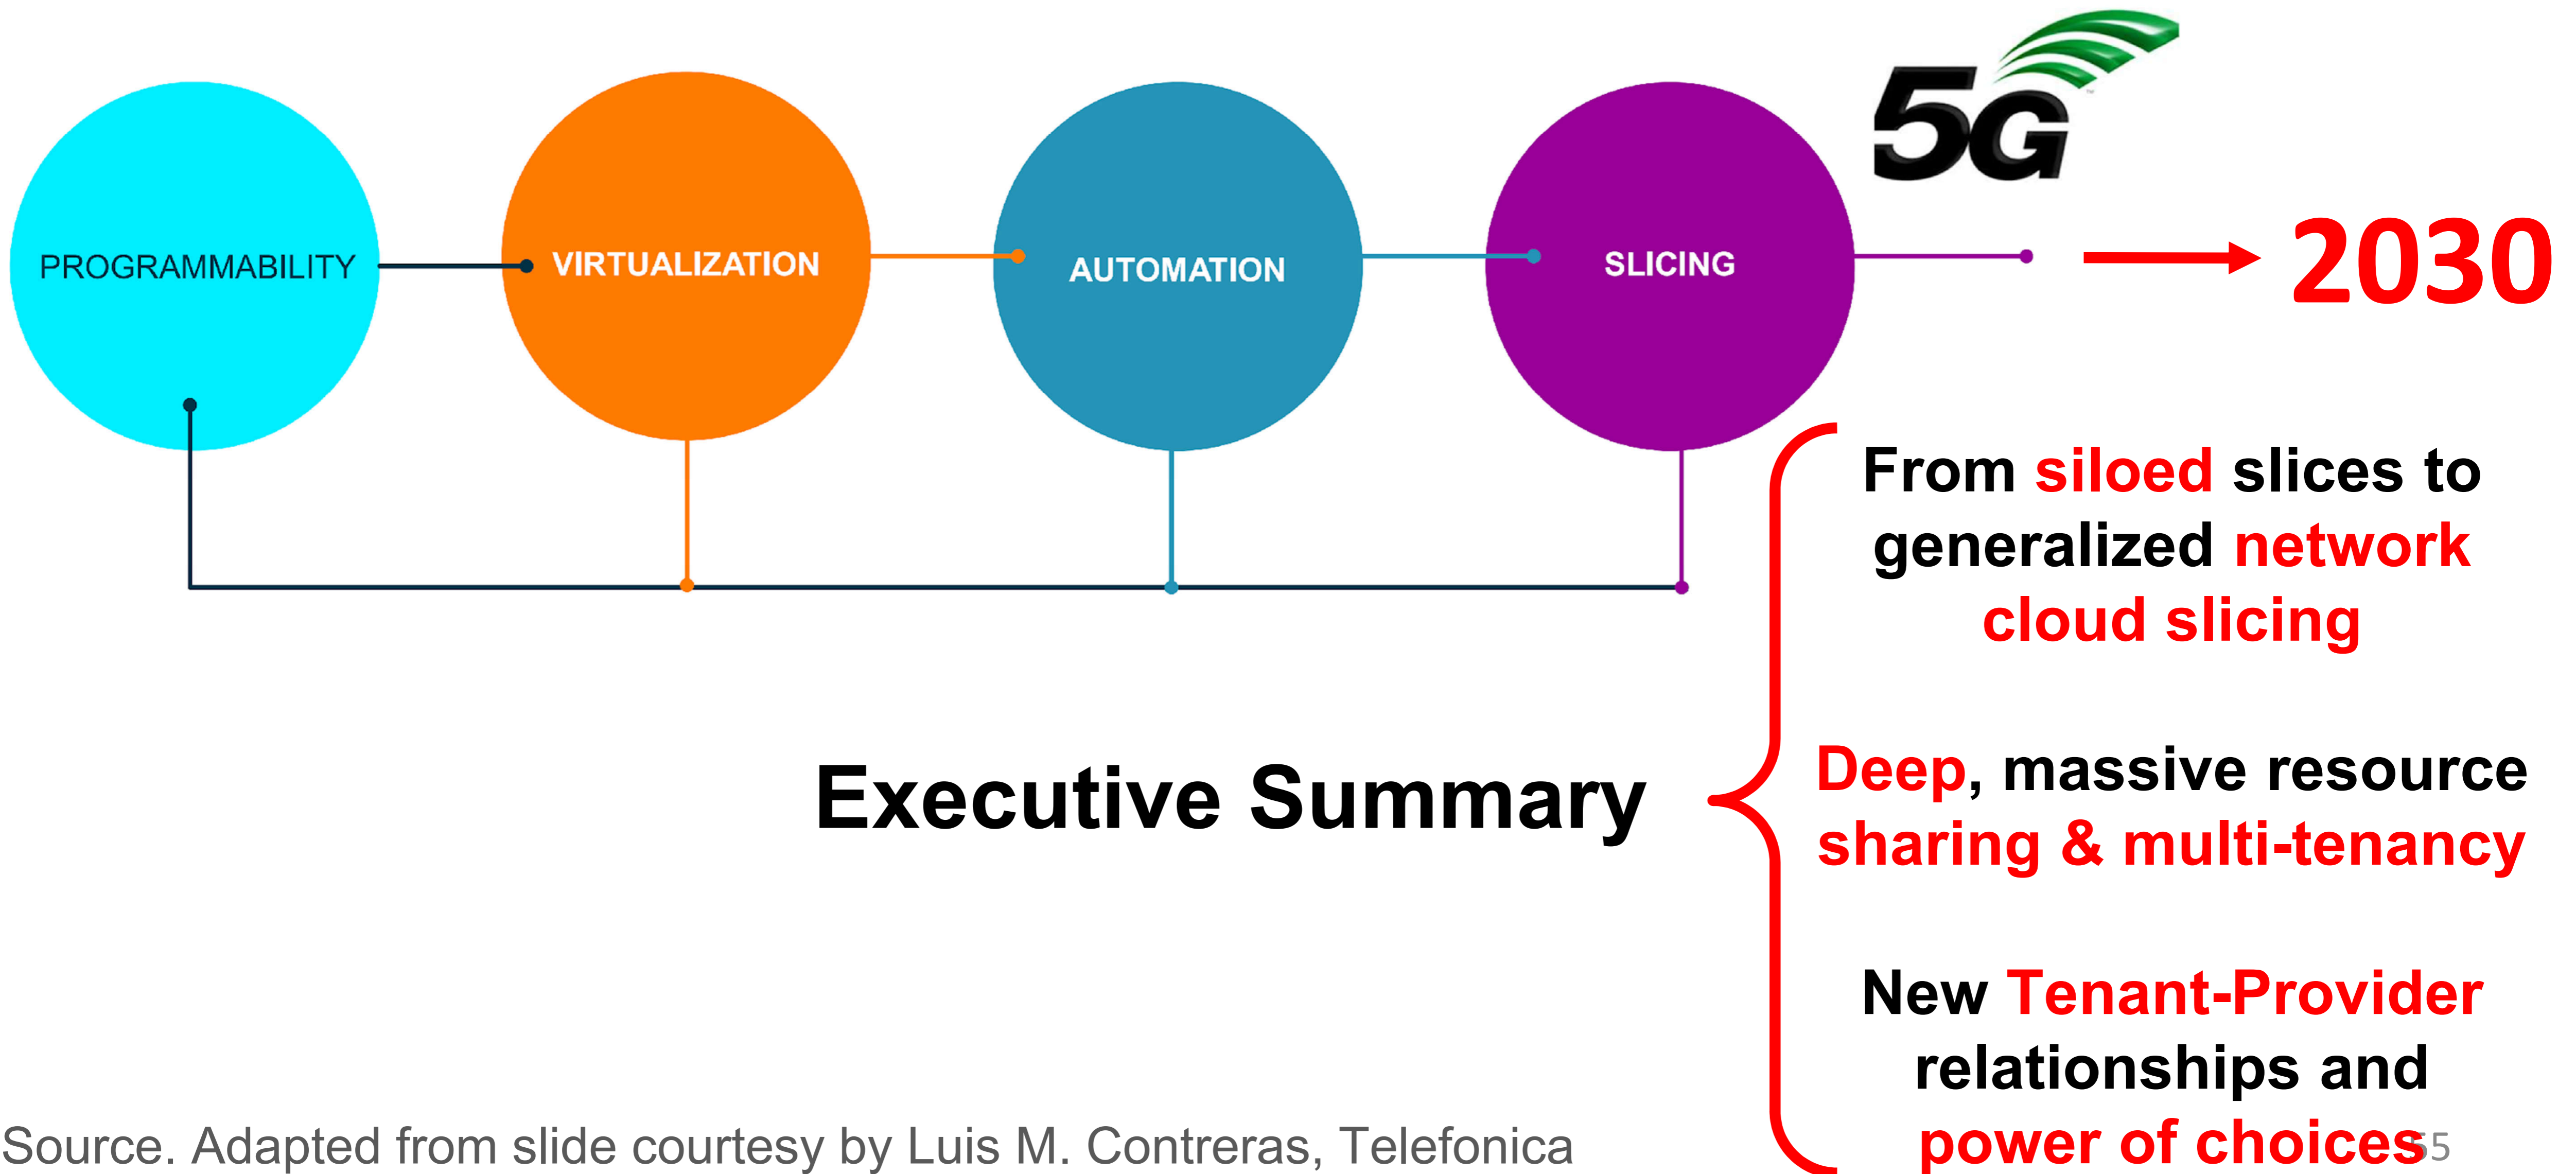 5G
PROGRAMMABILITY
VIRTUALIZATION
AUTOMATION
SLICING
2030
From siloed slices to
generalized network
cloud slicing
Executive Summary
Deep, massive resource
sharing & multi-tenancy
New Tenant-Provider
relationships and
power of choices
Source. Adapted from slide courtesy by Luis M. Contreras, Telefonica